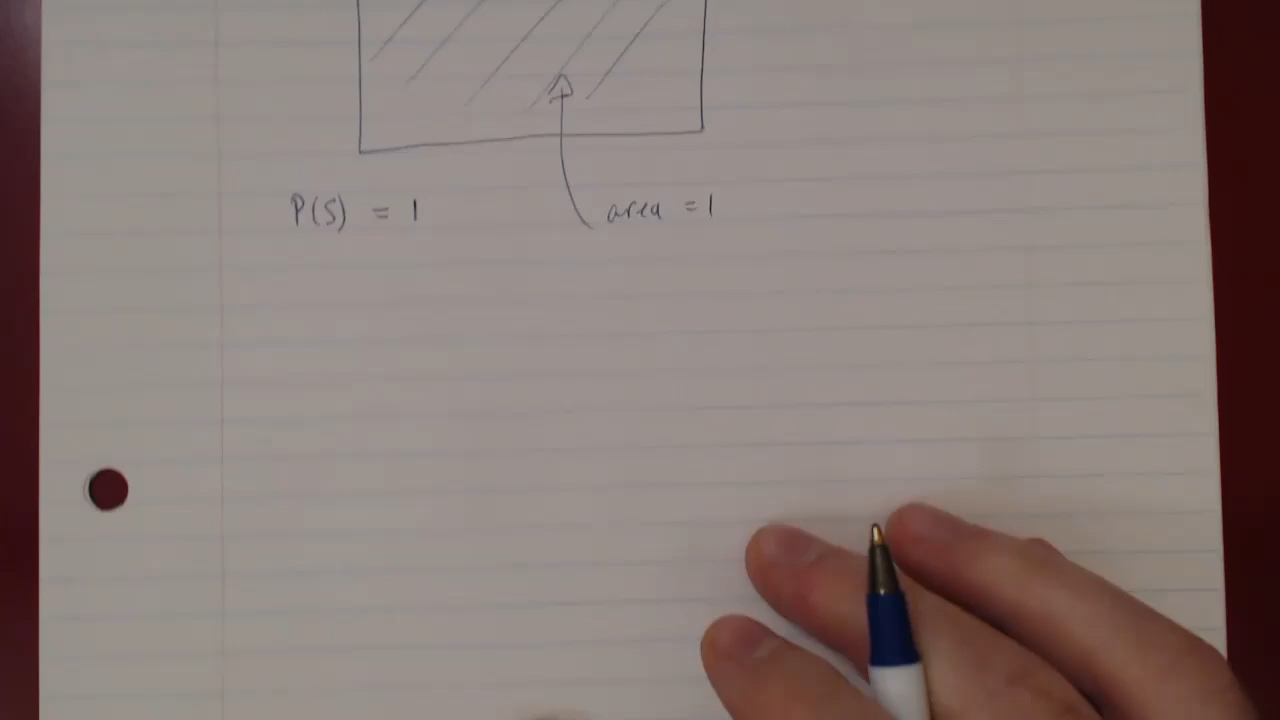 P(S) = 1 area = 1